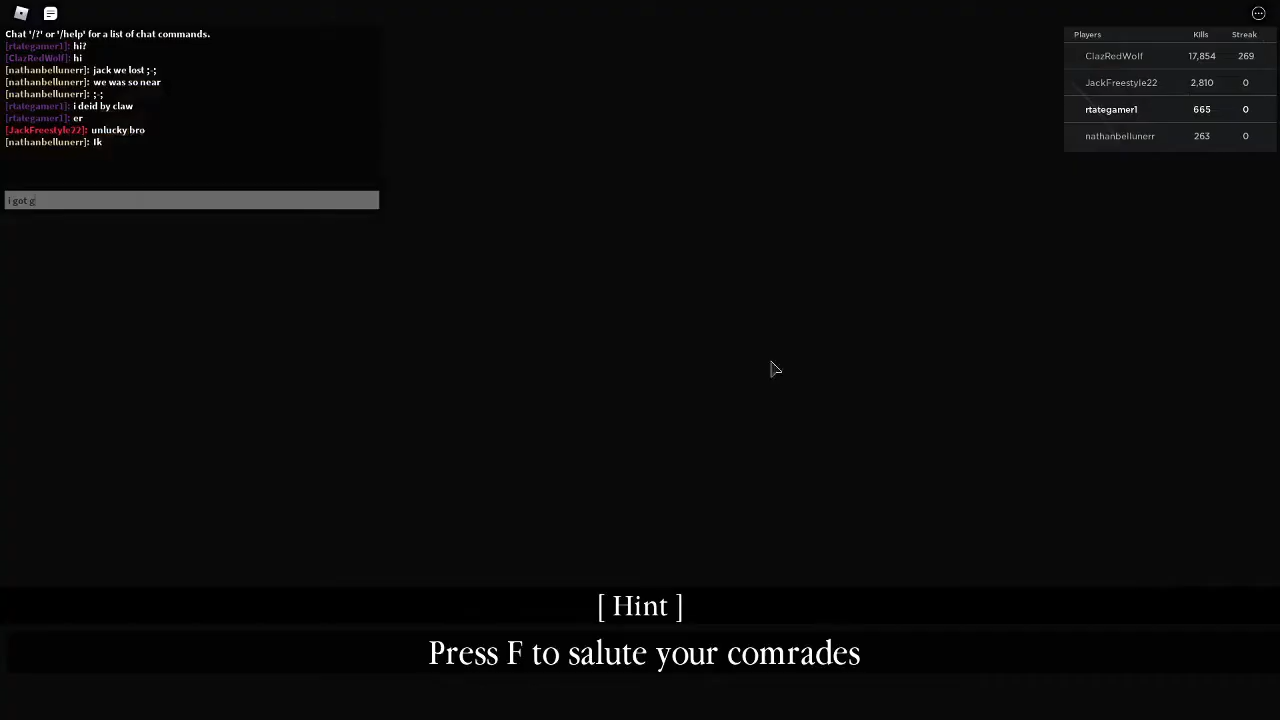 Chat '/?' or '/help' for a list of chat commands.
[rtategamer1]: hi?
[ClazRedWolf]: hi
[nathanbellunerr]: jack we lost ;-;
[nathanbellunerr]: we was so near
[nathanbellunerr]: ;-;
[rtategamer1]: i deid by claw
[rtategamer1]: er
[JackFreestyle22]: unlucky bro
[nathanbellunerr]: Ik
i got g
Players Kills Streak
ClazRedWolf 17,854 269
JackFreestyle22 2,810 0
rtategamer1 665 0
nathanbellunerr 263 0
[ Hint ]
Press F to salute your comrades